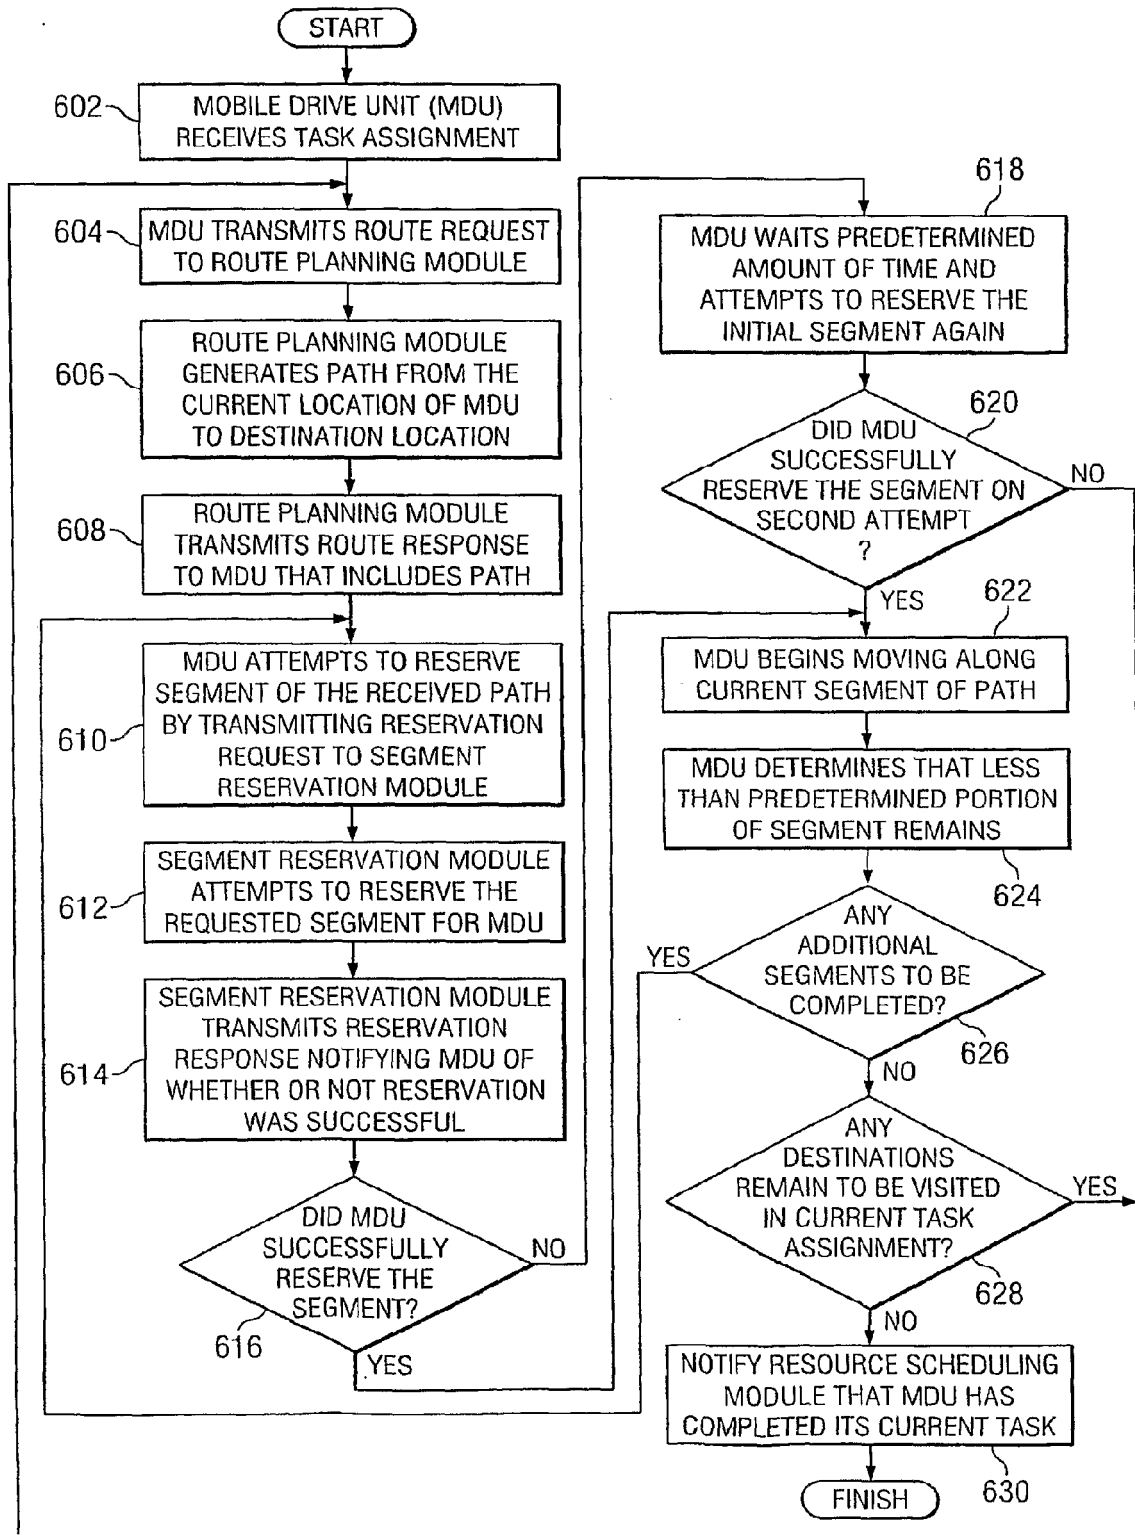 START
602
MOBILE DRIVE UNIT (MDU)
RECEIVES TASK ASSIGNMENT
604
MDU TRANSMITS ROUTE REQUEST
TO ROUTE PLANNING MODULE
606
ROUTE PLANNING MODULE
GENERATES PATH FROM THE
CURRENT LOCATION OF MDU
TO DESTINATION LOCATION
608
ROUTE PLANNING MODULE
TRANSMITS ROUTE RESPONSE
TO MDU THAT INCLUDES PATH
610
MDU ATTEMPTS TO RESERVE
SEGMENT OF THE RECEIVED PATH
BY TRANSMITTING RESERVATION
REQUEST TO SEGMENT
RESERVATION MODULE
612
SEGMENT RESERVATION MODULE
ATTEMPTS TO RESERVE THE
REQUESTED SEGMENT FOR MDU
614
SEGMENT RESERVATION MODULE
TRANSMITS RESERVATION
RESPONSE NOTIFYING MDU OF
WHETHER OR NOT RESERVATION
WAS SUCCESSFUL
DID MDU
SUCCESSFULLY
RESERVE THE
SEGMENT?
616
NO
YES
618
MDU WAITS PREDETERMINED
AMOUNT OF TIME AND
ATTEMPTS TO RESERVE THE
INITIAL SEGMENT AGAIN
620
DID MDU
SUCCESSFULLY
RESERVE THE SEGMENT ON
SECOND ATTEMPT
?
NO
YES
622
MDU BEGINS MOVING ALONG
CURRENT SEGMENT OF PATH
MDU DETERMINES THAT LESS
THAN PREDETERMINED PORTION
OF SEGMENT REMAINS
624
YES
ANY
ADDITIONAL
SEGMENTS TO BE
COMPLETED?
626
NO
ANY
DESTINATIONS
REMAIN TO BE VISITED
IN CURRENT TASK
ASSIGNMENT?
YES
628
NO
NOTIFY RESOURCE SCHEDULING
MODULE THAT MDU HAS
COMPLETED ITS CURRENT TASK
630
FINISH